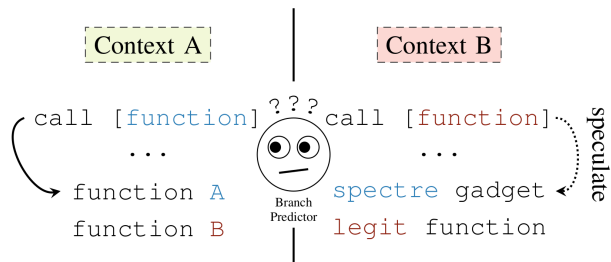 Context A
Context B
? ? ?
call [function]
call [function]
...
...
speculate
function A
spectre gadget
Branch
Predictor
function B
legit function